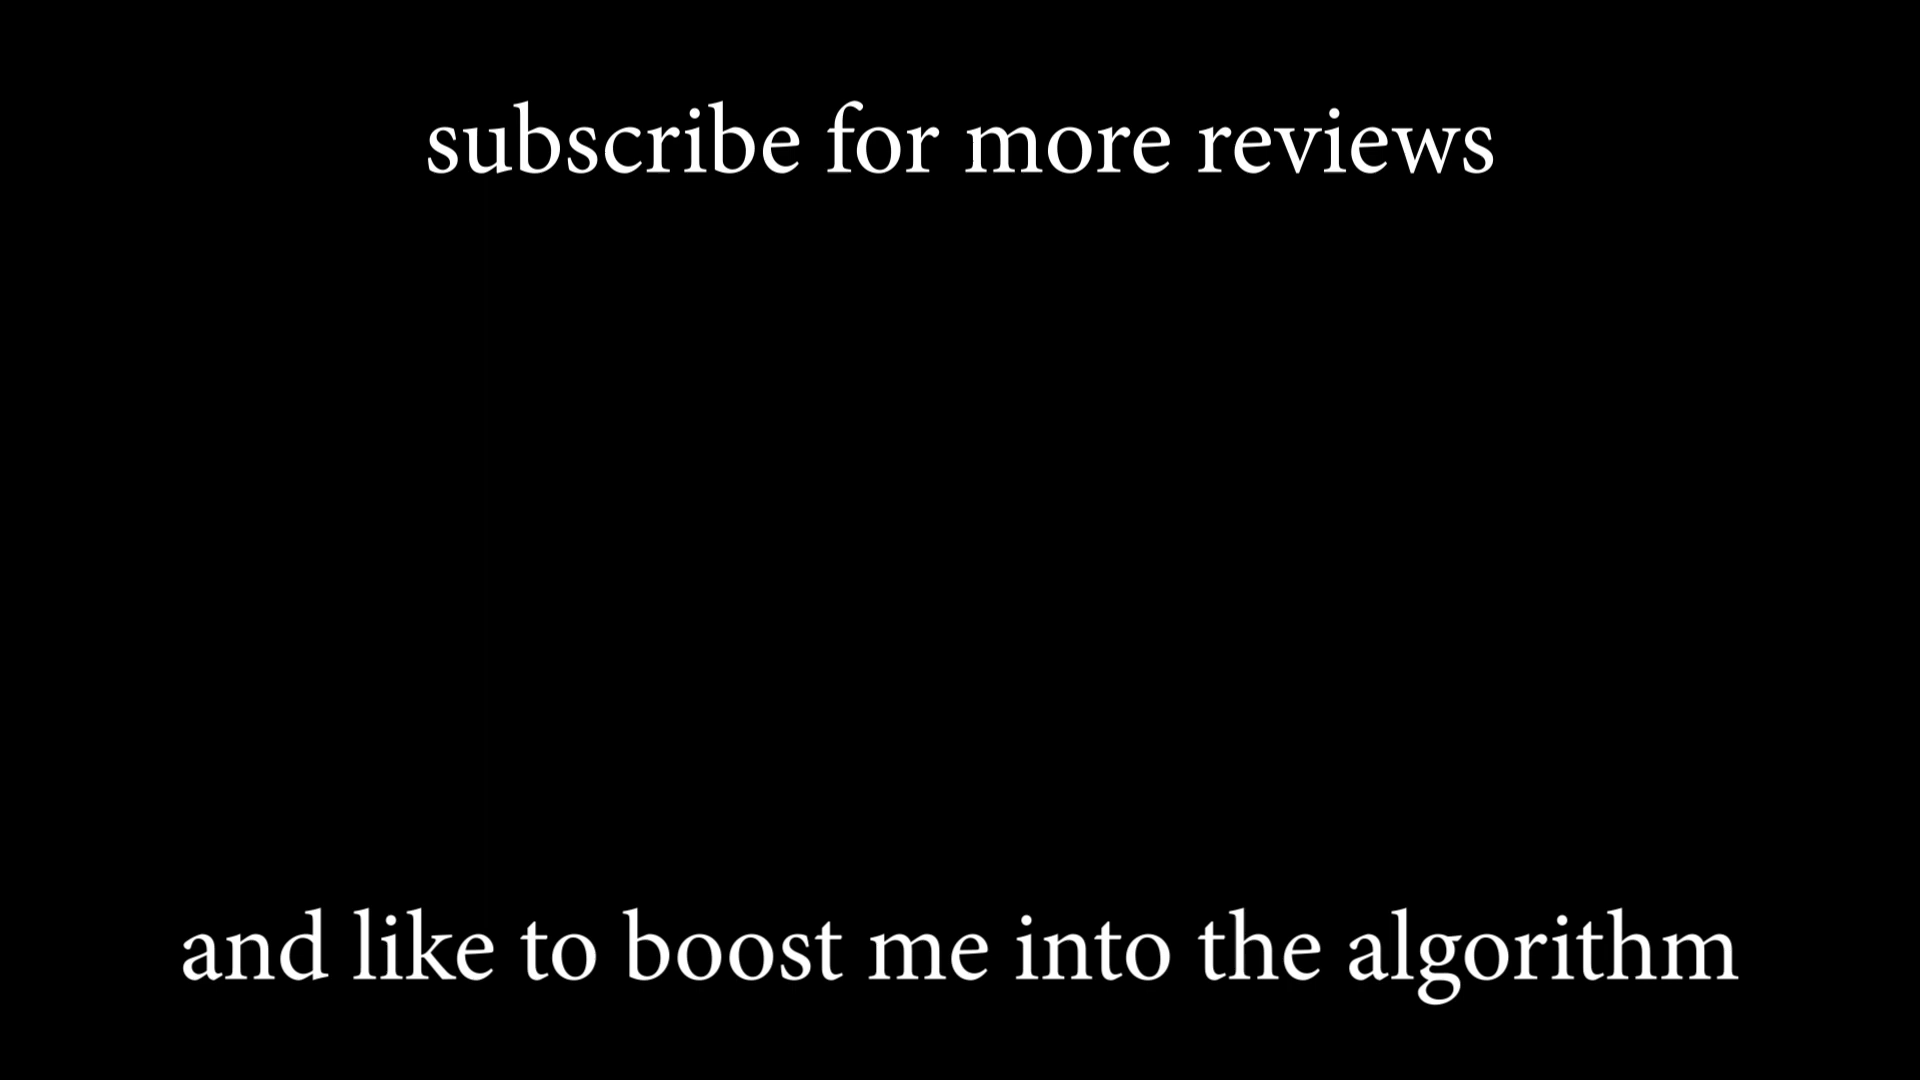 subscribe for more reviews
and like to boost me into the algorithm